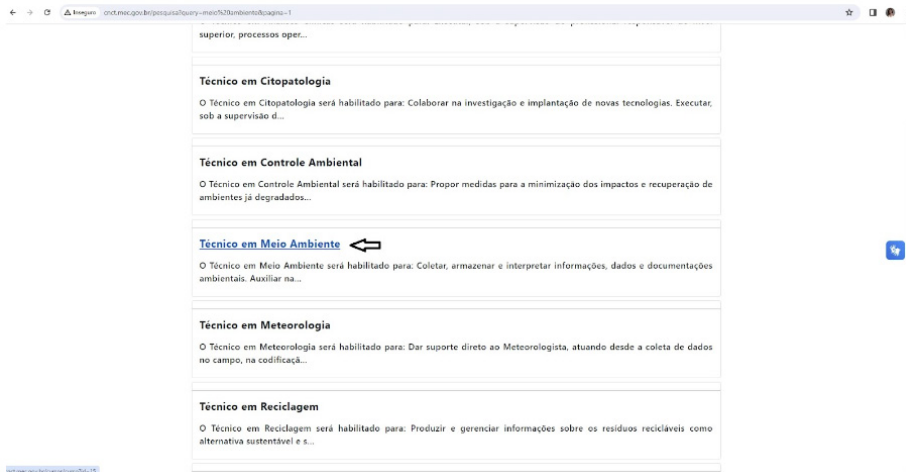 Inseguro cnct.mec.gov.br/pesquisa?query=meio%20ambiente&pagina=1
superior, processos oper...
Técnico em Citopatologia
O Técnico em Citopatologia será habilitado para: Colaborar na investigação e implantação de novas tecnologias. Executar,
sob a supervisão d...
Técnico em Controle Ambiental
O Técnico em Controle Ambiental será habilitado para: Propor medidas para a minimização dos impactos e recuperação de
ambientes já degradados...
Técnico em Meio Ambiente
O Técnico em Meio Ambiente será habilitado para: Coletar, armazenar e interpretar informações, dados e documentações
ambientais. Auxiliar na...
Técnico em Meteorologia
O Técnico em Meteorologia será habilitado para: Dar suporte direto ao Meteorologista, atuando desde a coleta de dados
no campo, na codificaçã...
Técnico em Reciclagem
O Técnico em Reciclagem será habilitado para: Produzir e gerenciar informações sobre os resíduos recicláveis como
alternativa sustentável e s...